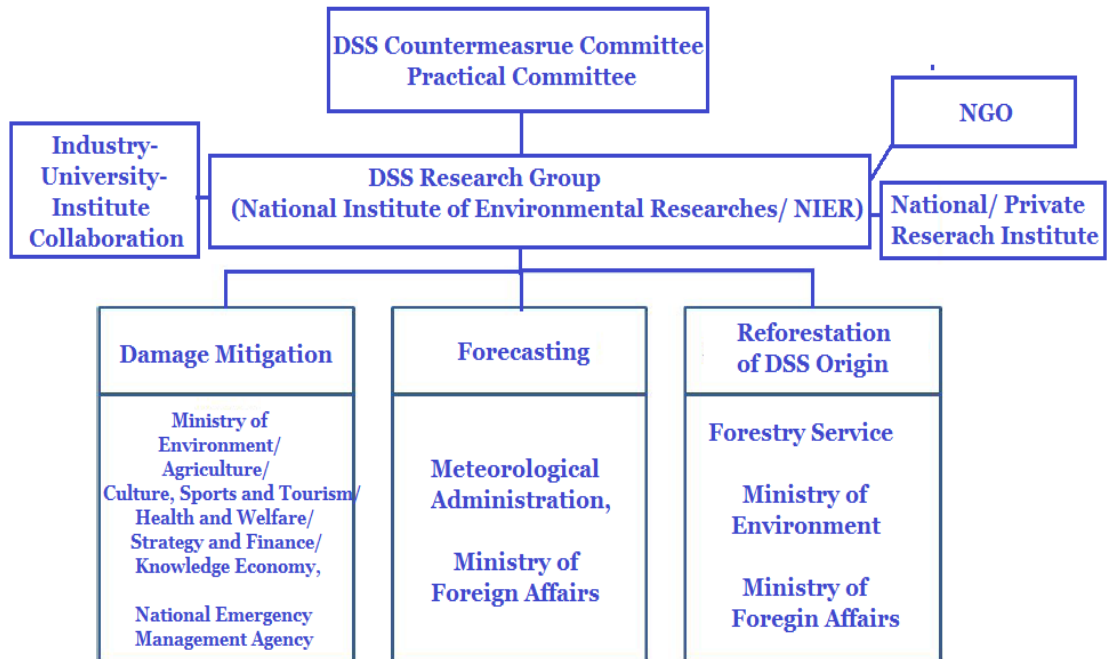 DSS Countermeasrue Committee
Practical Committee
NGO
Industry-
University-
Institute
Collaboration
DSS Research Group
(National Institute of Environmental Researches/ NIER)
National/ Private
Reserach Institute
Damage Mitigation
Forecasting
Reforestation
of DSS Origin
Ministry of
Environment/
Agriculture/
Culture, Sports and Tourism/
Health and Welfare/
Strategy and Finance/
Knowledge Economy,
National Emergency
Management Agency
Meteorological
Administration,
Ministry of
Foreign Affairs
Forestry Service
Ministry of
Environment
Ministry of
Foregin Affairs